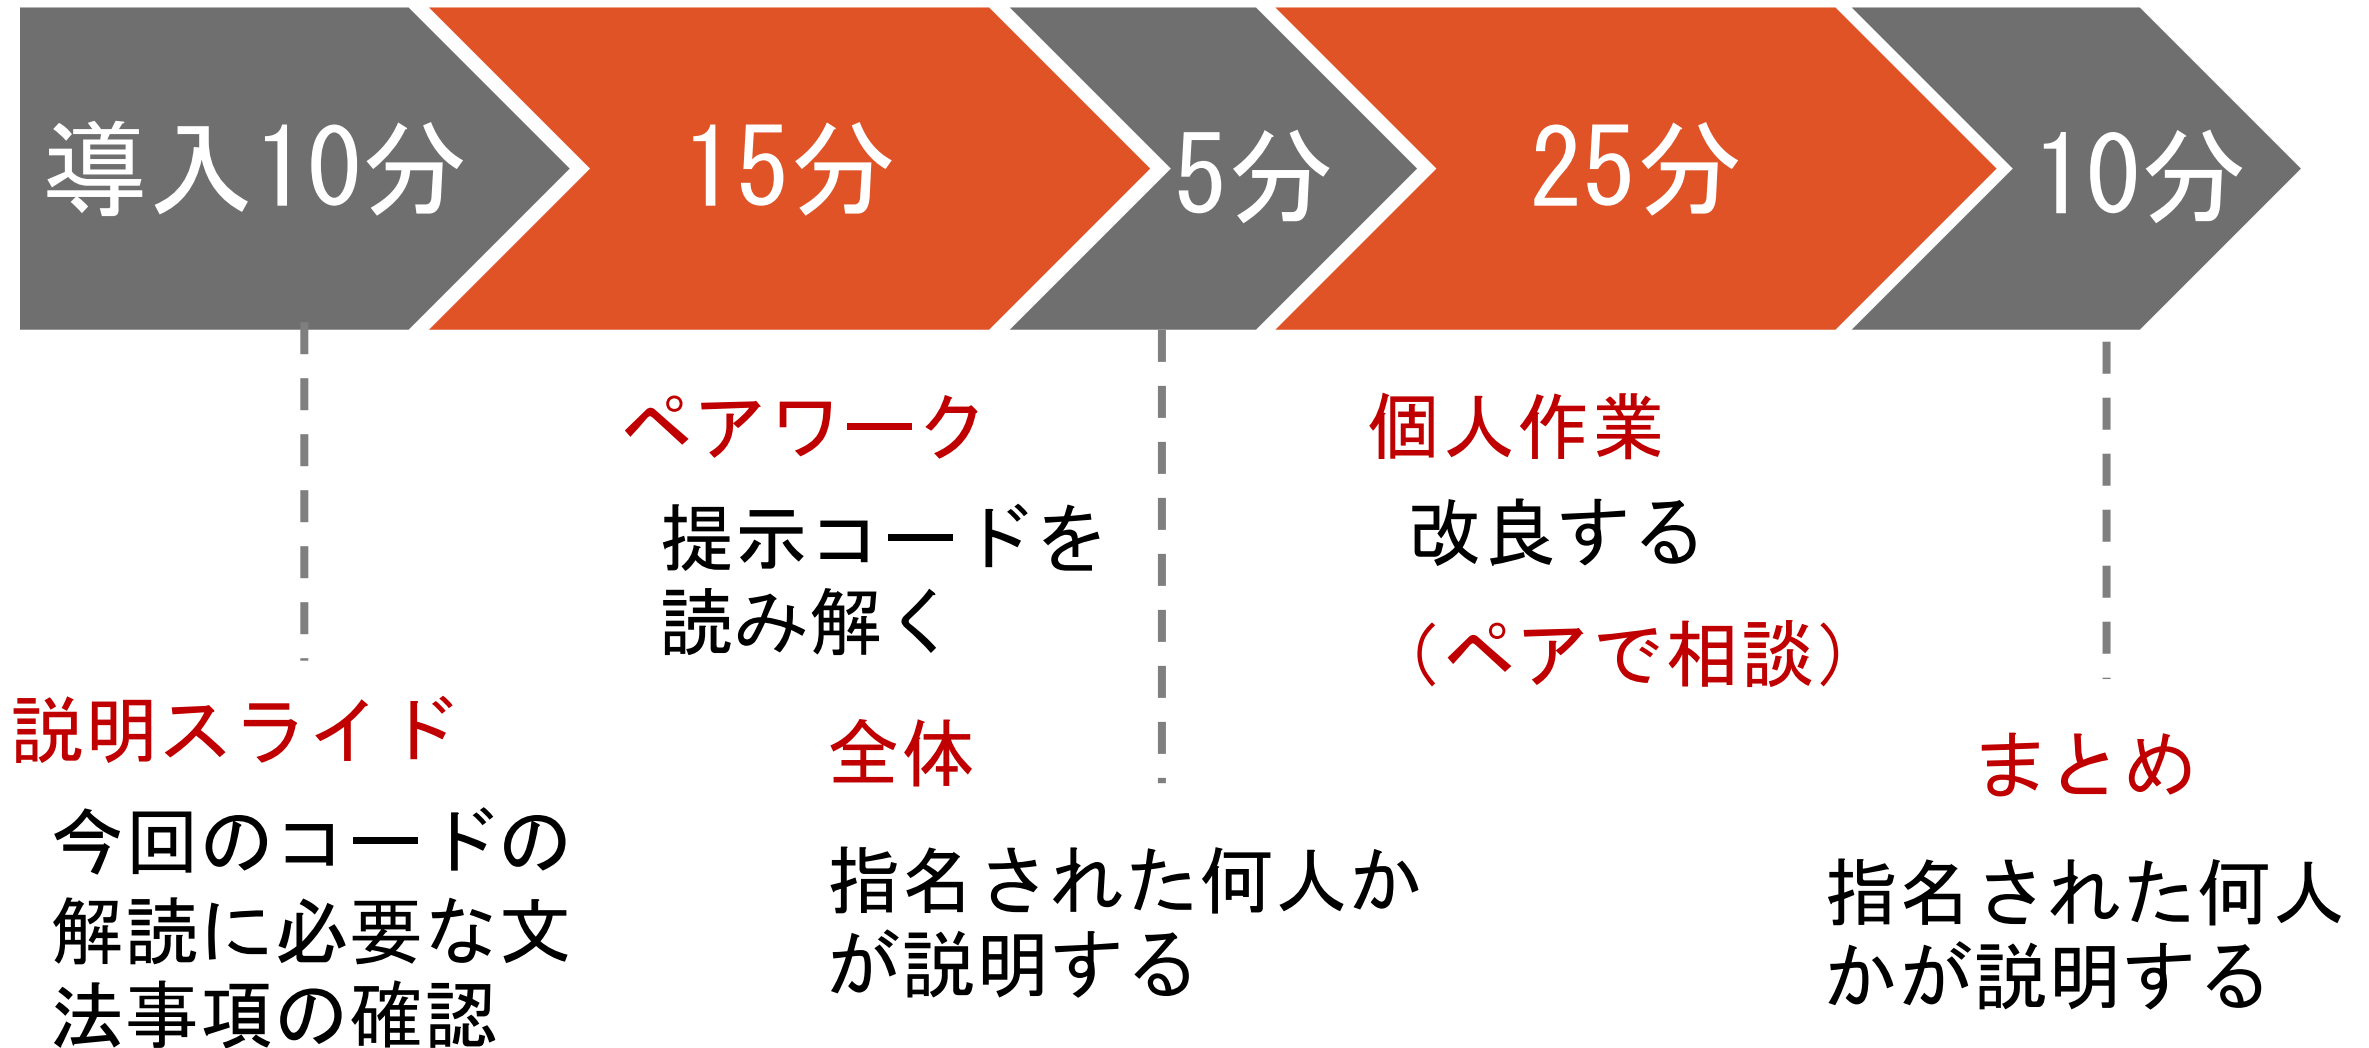 導入10分
15分
5分
25分
10分
説明スライド
今回のコードの
解読に必要な文
法事項の確認
ペアワーク
提示コードを
読み解く
全体
指名された何人か
が説明する
個人作業
改良する
（ペアで相談）
まとめ
指名された何人
かが説明する